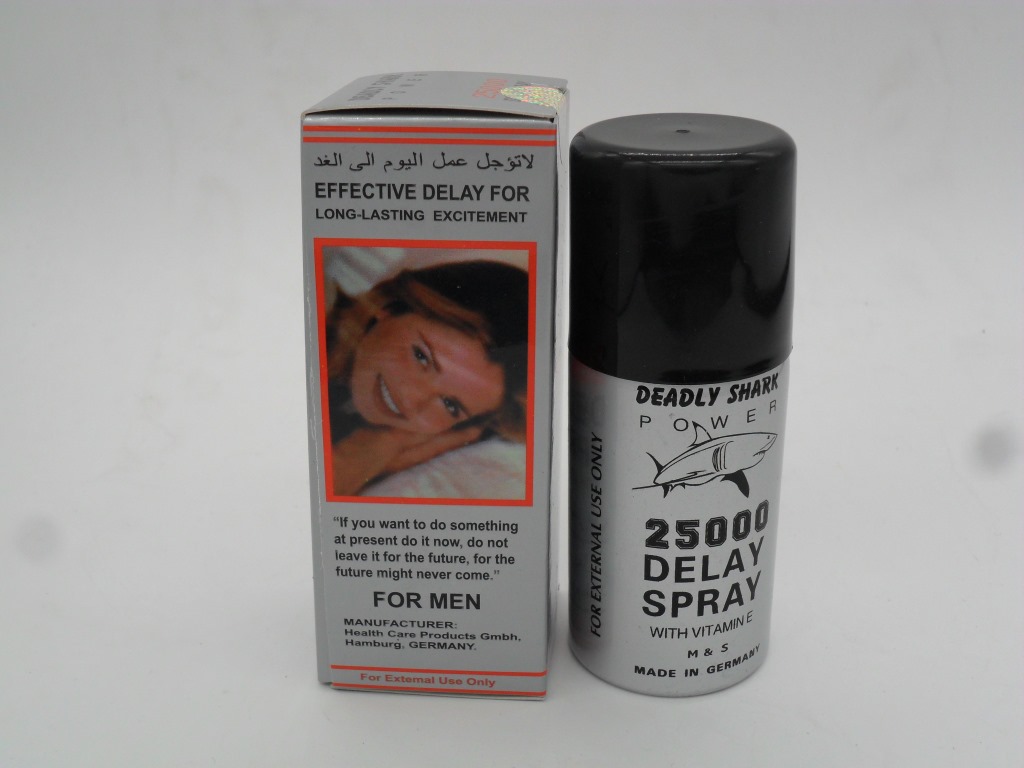 لاتؤجل عمل اليوم الى الغد
EFFECTIVE DELAY FOR
LONG-LASTING EXCITEMENT
"If you want to do something
at present do it now, do not
leave it for the future, for the
future might never come."
FOR MEN
MANUFACTURER:
Health Care Products Gmbh,
Hamburg, GERMANY.
For External Use Only
DEADLY SHARK
POWER
25000
DELAY
SPRAY
WITH VITAMIN E
M & S
MADE IN GERMANY
FOR EXTERNAL USE ONLY